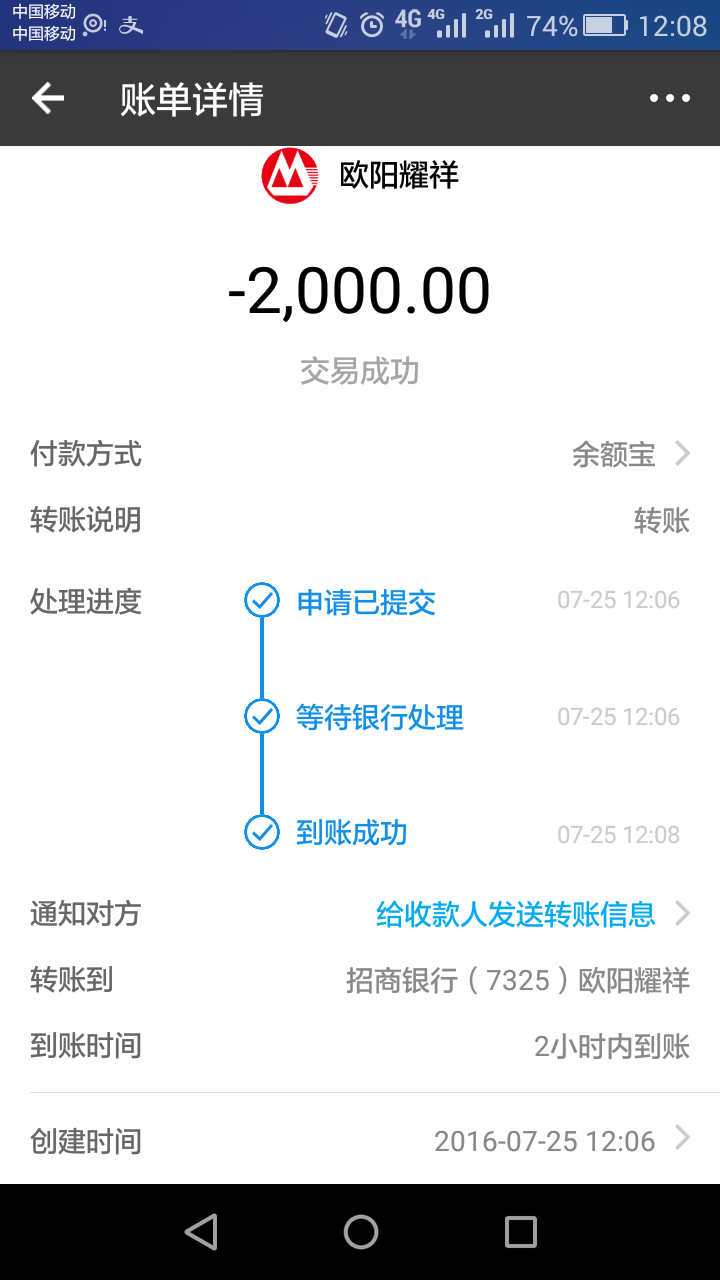 中国移动
中国移动
4G 4G 2G 74% 12:08
账单详情
欧阳耀祥
-2,000.00
交易成功
付款方式 余额宝
转账说明 转账
处理进度 申请已提交 07-25 12:06
等待银行处理 07-25 12:06
到账成功 07-25 12:08
通知对方 给收款人发送转账信息
转账到 招商银行（7325）欧阳耀祥
到账时间 2小时内到账
创建时间 2016-07-25 12:06